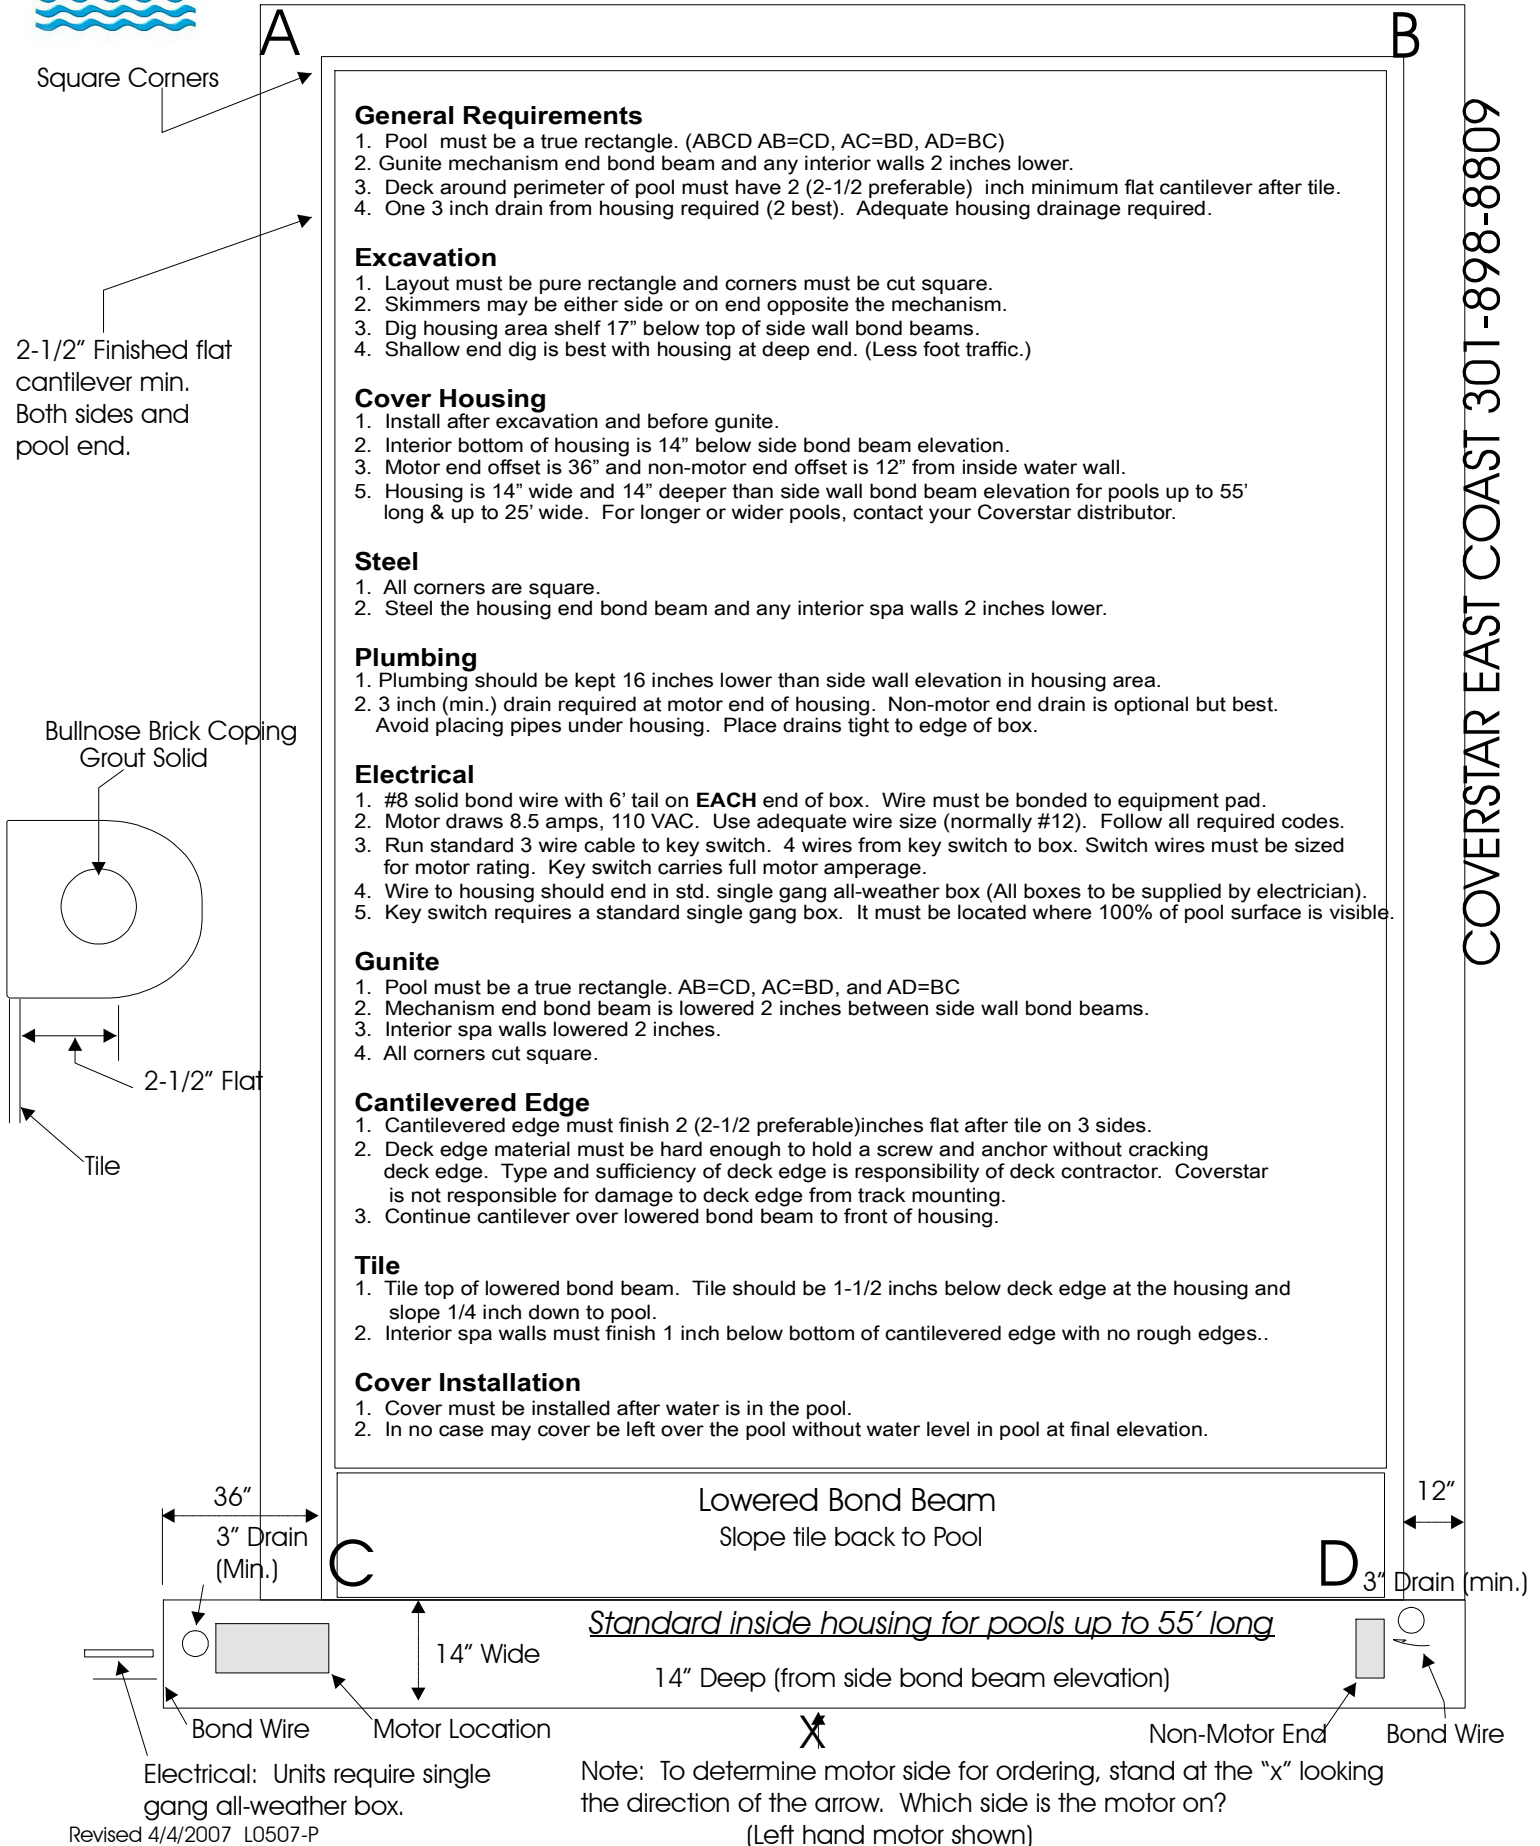 A
B
Square Corners
2-1/2" Finished flat
cantilever min.
Both sides and
pool end.
General Requirements
1. Pool must be a true rectangle. (ABCD AB=CD, AC=BD, AD=BC)
2. Gunite mechanism end bond beam and any interior walls 2 inches lower.
3. Deck around perimeter of pool must have 2 (2-1/2 preferable) inch minimum flat cantilever after tile.
4. One 3 inch drain from housing required (2 best). Adequate housing drainage required.
Excavation
1. Layout must be pure rectangle and corners must be cut square.
2. Skimmers may be either side or on end opposite the mechanism.
3. Dig housing area shelf 17” below top of side wall bond beams.
4. Shallow end dig is best with housing at deep end. (Less foot traffic.)
Cover Housing
1. Install after excavation and before gunite.
2. Interior bottom of housing is 14” below side bond beam elevation.
3. Motor end offset is 36” and non-motor end offset is 12” from inside water wall.
5. Housing is 14” wide and 14” deeper than side wall bond beam elevation for pools up to 55’
long & up to 25’ wide. For longer or wider pools, contact your Coverstar distributor.
Steel
1. All corners are square.
2. Steel the housing end bond beam and any interior spa walls 2 inches lower.
Plumbing
1. Plumbing should be kept 16 inches lower than side wall elevation in housing area.
2. 3 inch (min.) drain required at motor end of housing. Non-motor end drain is optional but best.
Avoid placing pipes under housing. Place drains tight to edge of box.
Electrical
1. #8 solid bond wire with 6’ tail on EACH end of box. Wire must be bonded to equipment pad.
2. Motor draws 8.5 amps, 110 VAC. Use adequate wire size (normally #12). Follow all required codes.
3. Run standard 3 wire cable to key switch. 4 wires from key switch to box. Switch wires must be sized
for motor rating. Key switch carries full motor amperage.
4. Wire to housing should end in std. single gang all-weather box (All boxes to be supplied by electrician).
5. Key switch requires a standard single gang box. It must be located where 100% of pool surface is visible.
Gunite
1. Pool must be a true rectangle. AB=CD, AC=BD, and AD=BC
2. Mechanism end bond beam is lowered 2 inches between side wall bond beams.
3. Interior spa walls lowered 2 inches.
4. All corners cut square.
Cantilevered Edge
1. Cantilevered edge must finish 2 (2-1/2 preferable)inches flat after tile on 3 sides.
2. Deck edge material must be hard enough to hold a screw and anchor without cracking
deck edge. Type and sufficiency of deck edge is responsibility of deck contractor. Coverstar
is not responsible for damage to deck edge from track mounting.
3. Continue cantilever over lowered bond beam to front of housing.
Tile
1. Tile top of lowered bond beam. Tile should be 1-1/2 inchs below deck edge at the housing and
slope 1/4 inch down to pool.
2. Interior spa walls must finish 1 inch below bottom of cantilevered edge with no rough edges..
Cover Installation
1. Cover must be installed after water is in the pool.
2. In no case may cover be left over the pool without water level in pool at final elevation.
COVERSTAR EAST COAST 301-898-8809
Bullnose Brick Coping
Grout Solid
2-1/2" Flat
Tile
36"
3" Drain
(Min.)
C
Lowered Bond Beam
Slope tile back to Pool
D
12"
3" Drain (min.)
Standard inside housing for pools up to 55' long
14" Wide
14" Deep (from side bond beam elevation)
Bond Wire
Motor Location
X
Non-Motor End
Bond Wire
Electrical: Units require single
gang all-weather box.
Note: To determine motor side for ordering, stand at the "x" looking
the direction of the arrow. Which side is the motor on?
(Left hand motor shown)
Revised 4/4/2007 L0507-P